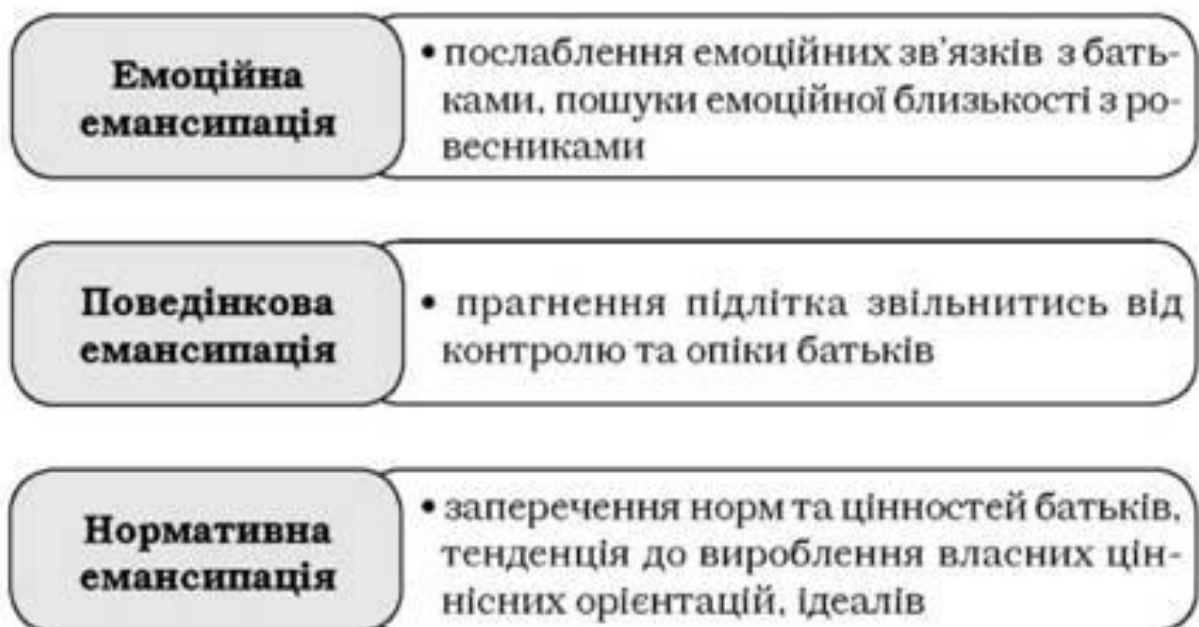 Емоційна
емансипація
• послаблення емоційних зв’язків з бать-
ками, пошуки емоційної близькості з ро-
весниками
Поведінкова
емансипація
• прагнення підлітка звільнитись від
контролю та опіки батьків
Нормативна
емансипація
• заперечення норм та цінностей батьків,
тенденція до вироблення власних цін-
нісних орієнтацій, ідеалів